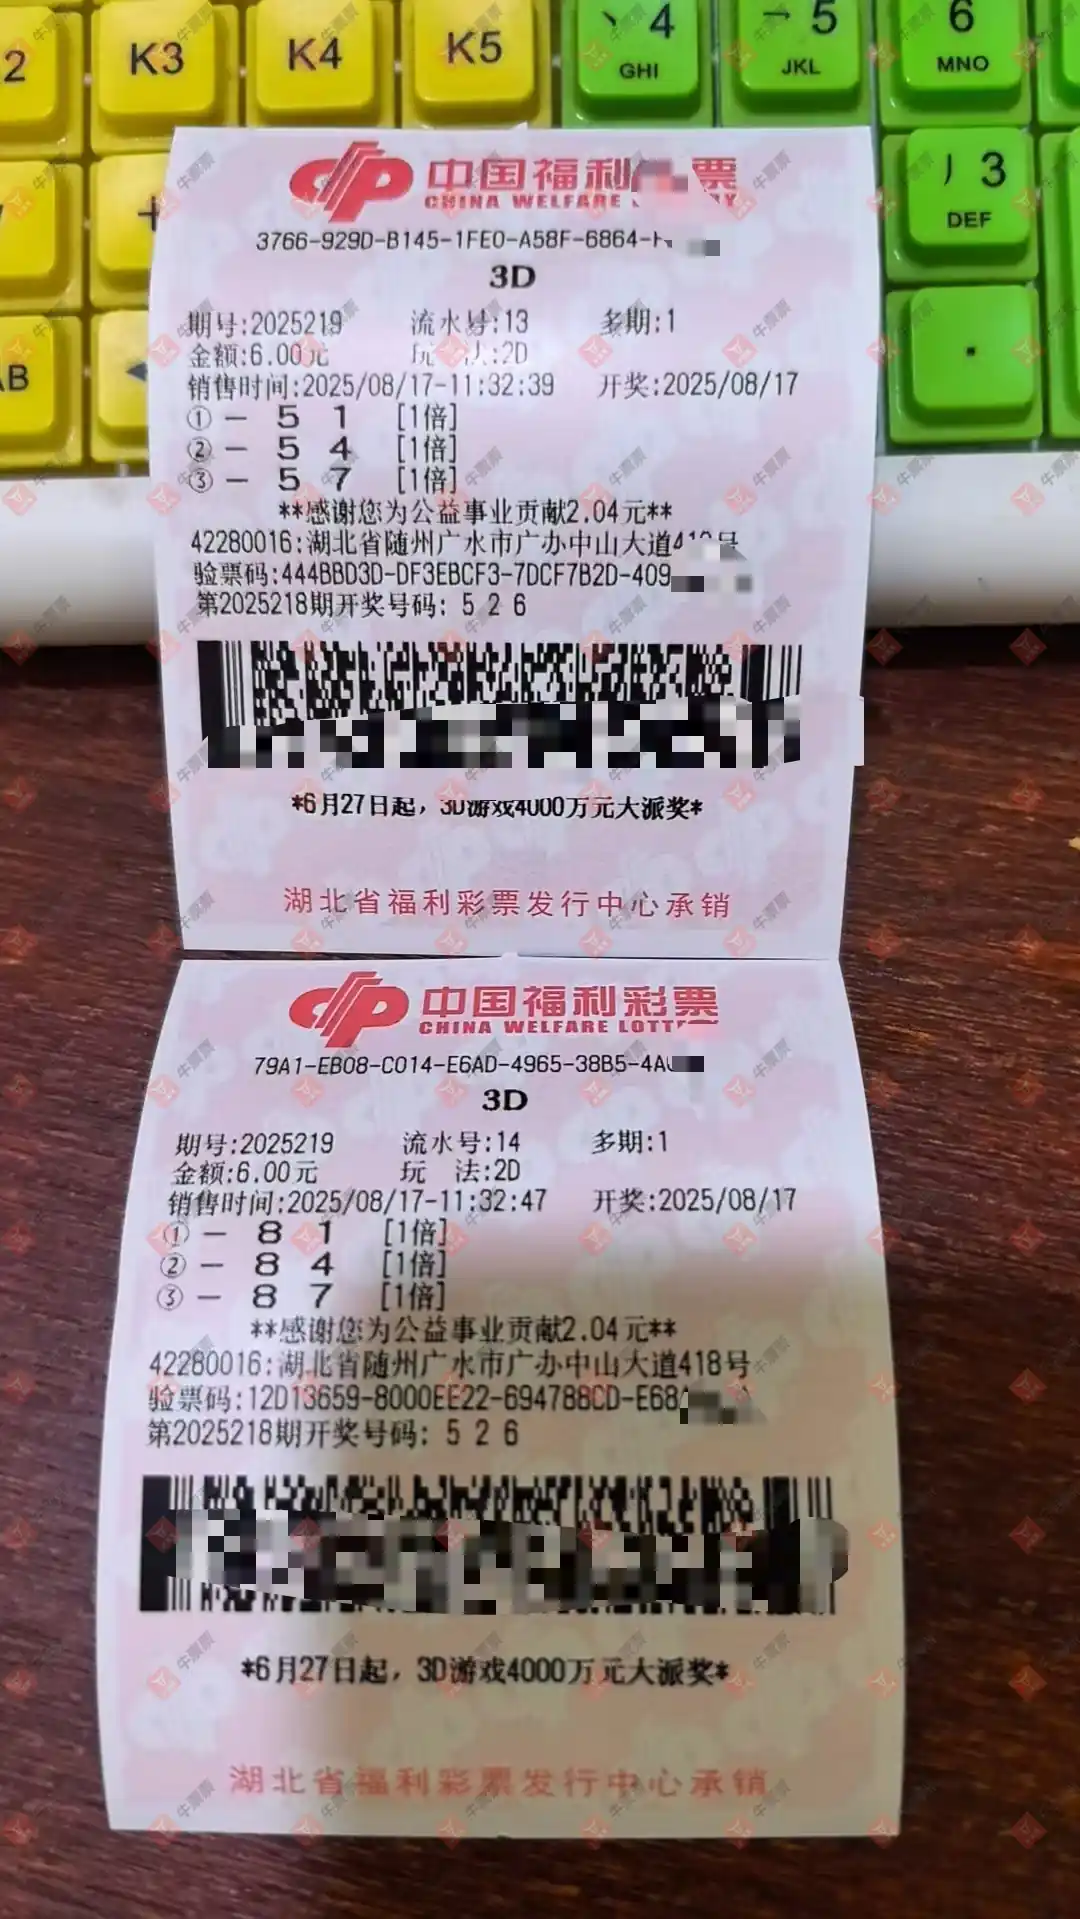 2 K3 K4 K5 丶 4 GHI 一 5 JKL 6 MNO
丿 3 DEF
AB
中国福利 票
CHINA WELFARE
3766-929D-B145-1FE0-A58F-6864-
3D
期号:2025219 流水号:13 多期:1
金额:6.00元 玩 法:2D
销售时间:2025/08/17-11:32:39 开奖:2025/08/17
① - 5 1 [1倍]
② - 5 4 [1倍]
③ - 5 7 [1倍]
**感谢您为公益事业贡献2.04元**
42280016:湖北省随州广水市广办中山大道 号
验票码:444BBD3D-DF3EBCF3-7DCF7B2D-409
第2025218期开奖号码: 5 2 6
*6月27日起，3D游戏4000万元大派奖*
湖北省福利彩票发行中心承销
中国福利彩票
CHINA WELFARE LOTT
79A1-EB08-C014-E6AD-4965-38B5-4A
3D
期号:2025219 流水号:14 多期:1
金额:6.00元 玩 法:2D
销售时间:2025/08/17-11:32:47 开奖:2025/08/17
① - 8 1 [1倍]
② - 8 4 [1倍]
③ - 8 7 [1倍]
**感谢您为公益事业贡献2.04元**
42280016:湖北省随州广水市广办中山大道418号
验票码:12D13659-8000EE22-694788CD-E68
第2025218期开奖号码: 5 2 6
*6月27日起，3D游戏4000万元大派奖*
湖北省福利彩票发行中心承销